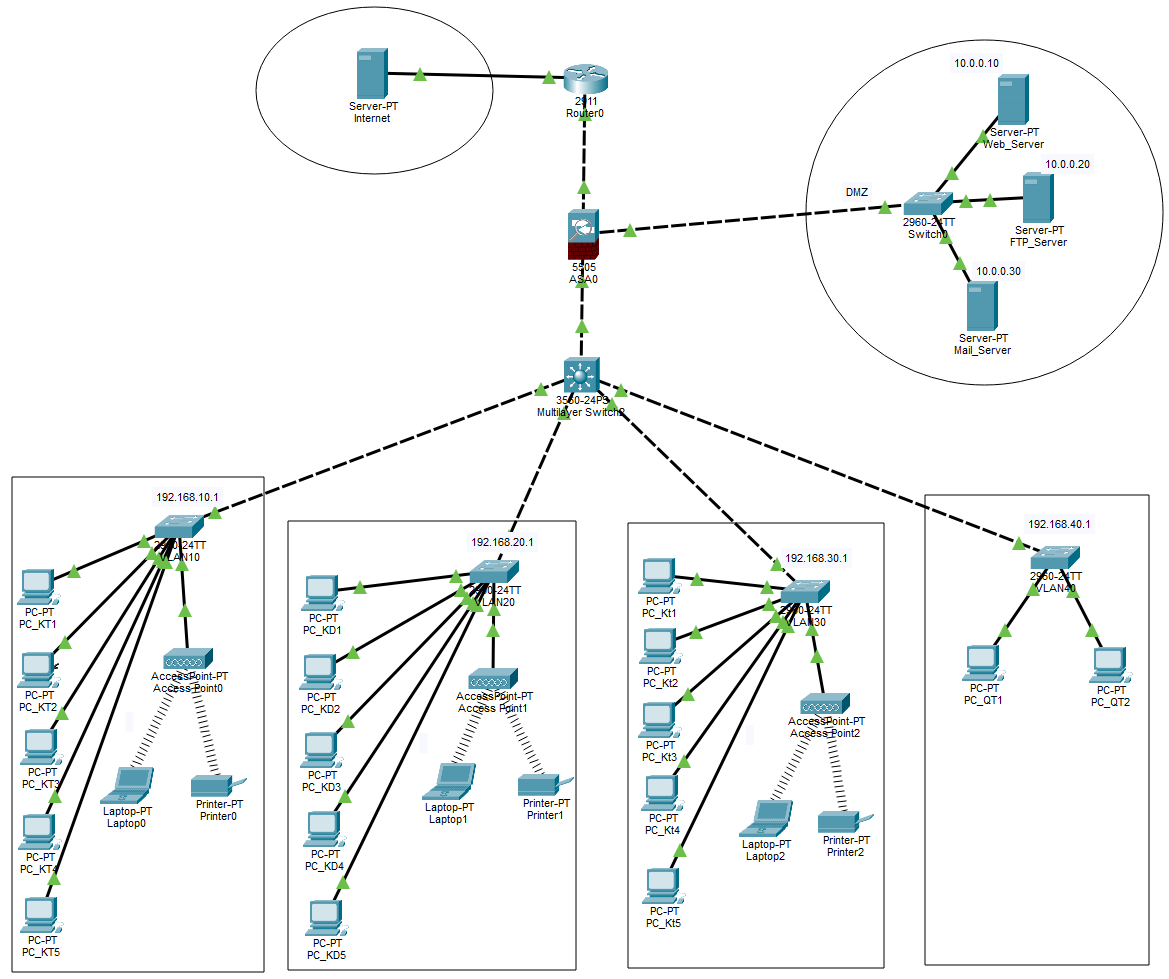 Server-PT
Internet
2911
Router0
10.0.0.10
Server-PT
Web_Server
10.0.0.20
Server-PT
FTP_Server
DMZ
2960-24TT
Switch0
10.0.0.30
Server-PT
Mail_Server
5505
ASA0
3560-24PS
Multilayer Switch2
192.168.10.1
2960-24TT
VLAN10
PC-PT
PC_KT1
PC-PT
PC_KT2
PC-PT
PC_KT3
PC-PT
PC_KT4
PC-PT
PC_KT5
AccessPoint-PT
Access Point0
Laptop-PT
Laptop0
Printer-PT
Printer0
192.168.20.1
2960-24TT
VLAN20
PC-PT
PC_KD1
PC-PT
PC_KD2
PC-PT
PC_KD3
PC-PT
PC_KD4
PC-PT
PC_KD5
AccessPoint-PT
Access Point1
Laptop-PT
Laptop1
Printer-PT
Printer1
192.168.30.1
2960-24TT
VLAN30
PC-PT
PC_Kt1
PC-PT
PC_Kt2
PC-PT
PC_Kt3
PC-PT
PC_Kt4
PC-PT
PC_Kt5
AccessPoint-PT
Access Point2
Laptop-PT
Laptop2
Printer-PT
Printer2
192.168.40.1
2960-24TT
VLAN40
PC-PT
PC_QT1
PC-PT
PC_QT2